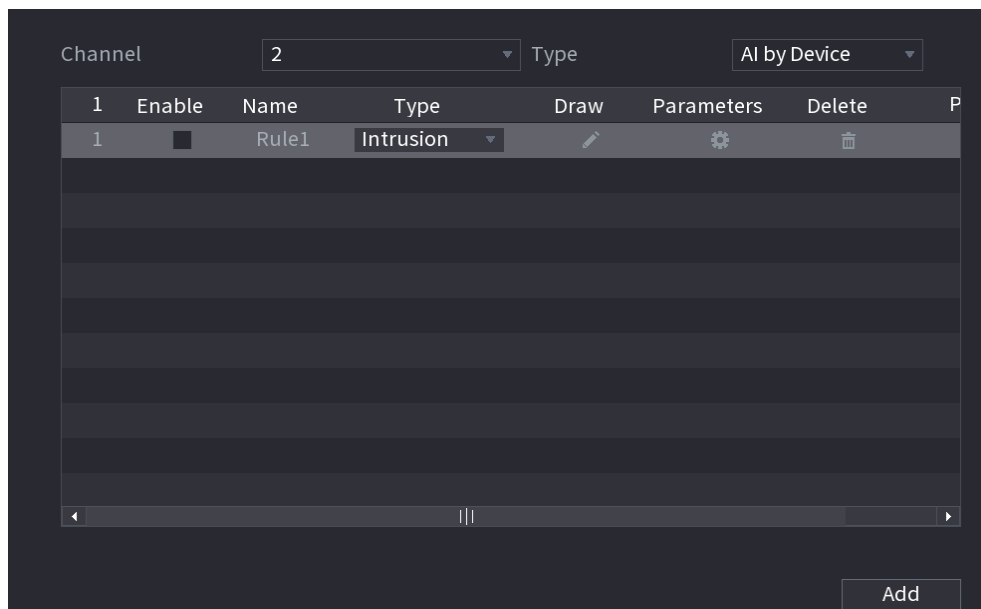 Channel 2 Type AI by Device
1 Enable Name Type Draw Parameters Delete P
1 Rule1 Intrusion
Add